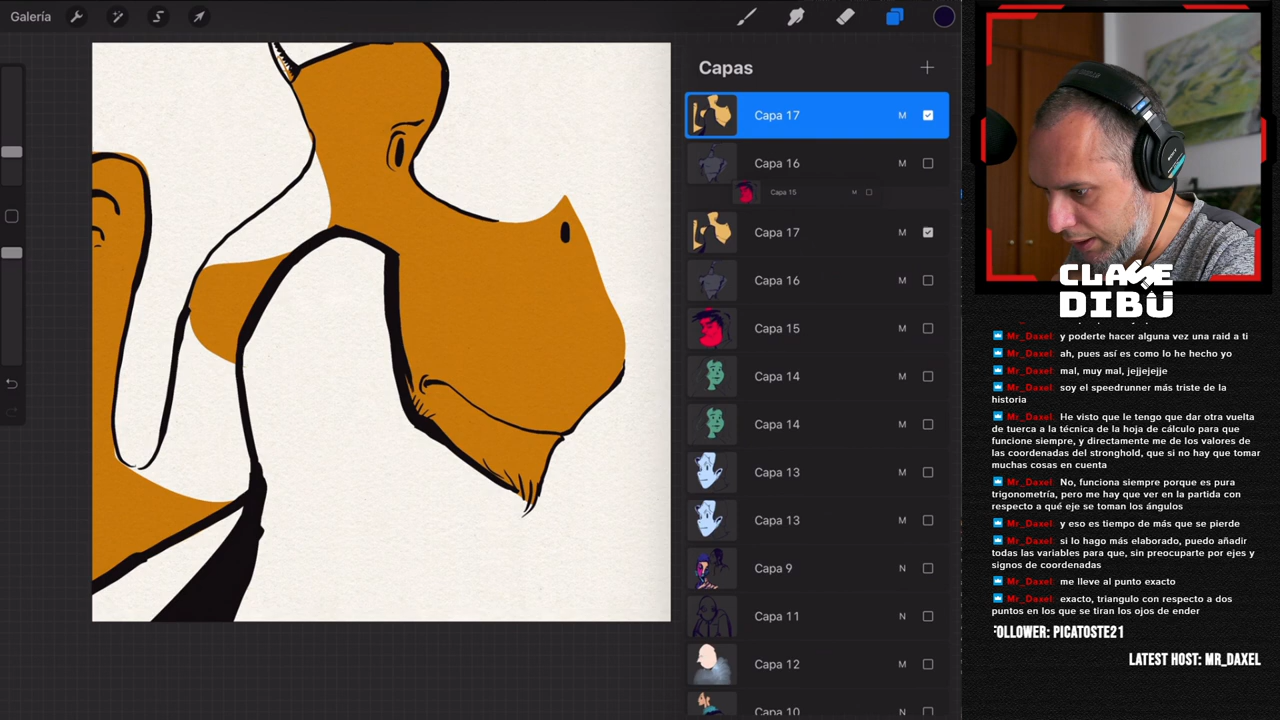 Galería
Capas
Capa 17
M
Capa 16
M
Capa 15
M
Capa 17
M
Capa 16
M
Capa 15
M
Capa 14
M
Capa 14
M
Capa 13
M
Capa 13
M
Capa 9
N
Capa 11
N
Capa 12
M
Capa 10
N
SONY
CLASE
DIBU
Mr_Daxel: y poderte hacer alguna vez una raid a ti
Mr_Daxel: ah, pues así es como lo he hecho yo
Mr_Daxel: mal, muy mal, jejjejejje
Mr_Daxel: soy el speedrunner más triste de la
historia
Mr_Daxel: He visto que le tengo que dar otra vuelta
de tuerca a la técnica de la hoja de cálculo para que
funcione siempre, y directamente me de los valores de
las coordenadas del stronghold, que si no hay que tomar
muchas cosas en cuenta
Mr_Daxel: No, funciona siempre porque es pura
trigonometría, pero me hay que ver en la partida con
respecto a qué eje se toman los ángulos
Mr_Daxel: y eso es tiempo de más que se pierde
Mr_Daxel: si lo hago más elaborado, puedo añadir
todas las variables para que, sin preocuparte por ejes y
signos de coordenadas
Mr_Daxel: me lleve al punto exacto
Mr_Daxel: exacto, triangulo con respecto a dos
puntos en los que se tiran los ojos de ender
FOLLOWER: PICATOSTE21
LATEST HOST: MR_DAXEL